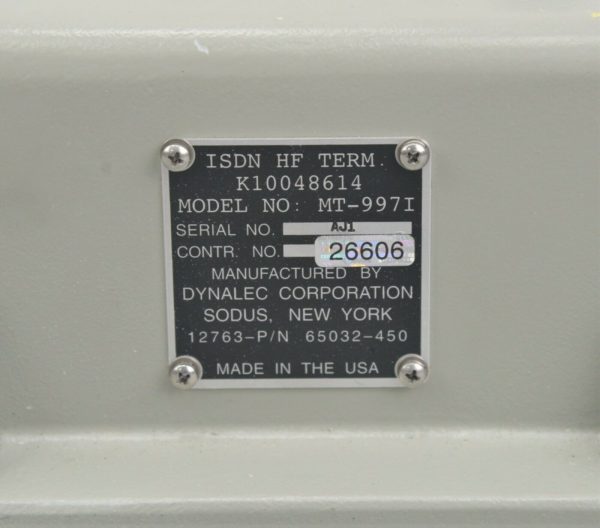 ISDN HF TERM.
K10048614
MODEL NO: MT-997I
SERIAL NO. AJ1
CONTR. NO. 26606
MANUFACTURED BY
DYNALEC CORPORATION
SODUS, NEW YORK
12763-P/N 65032-450
MADE IN THE USA